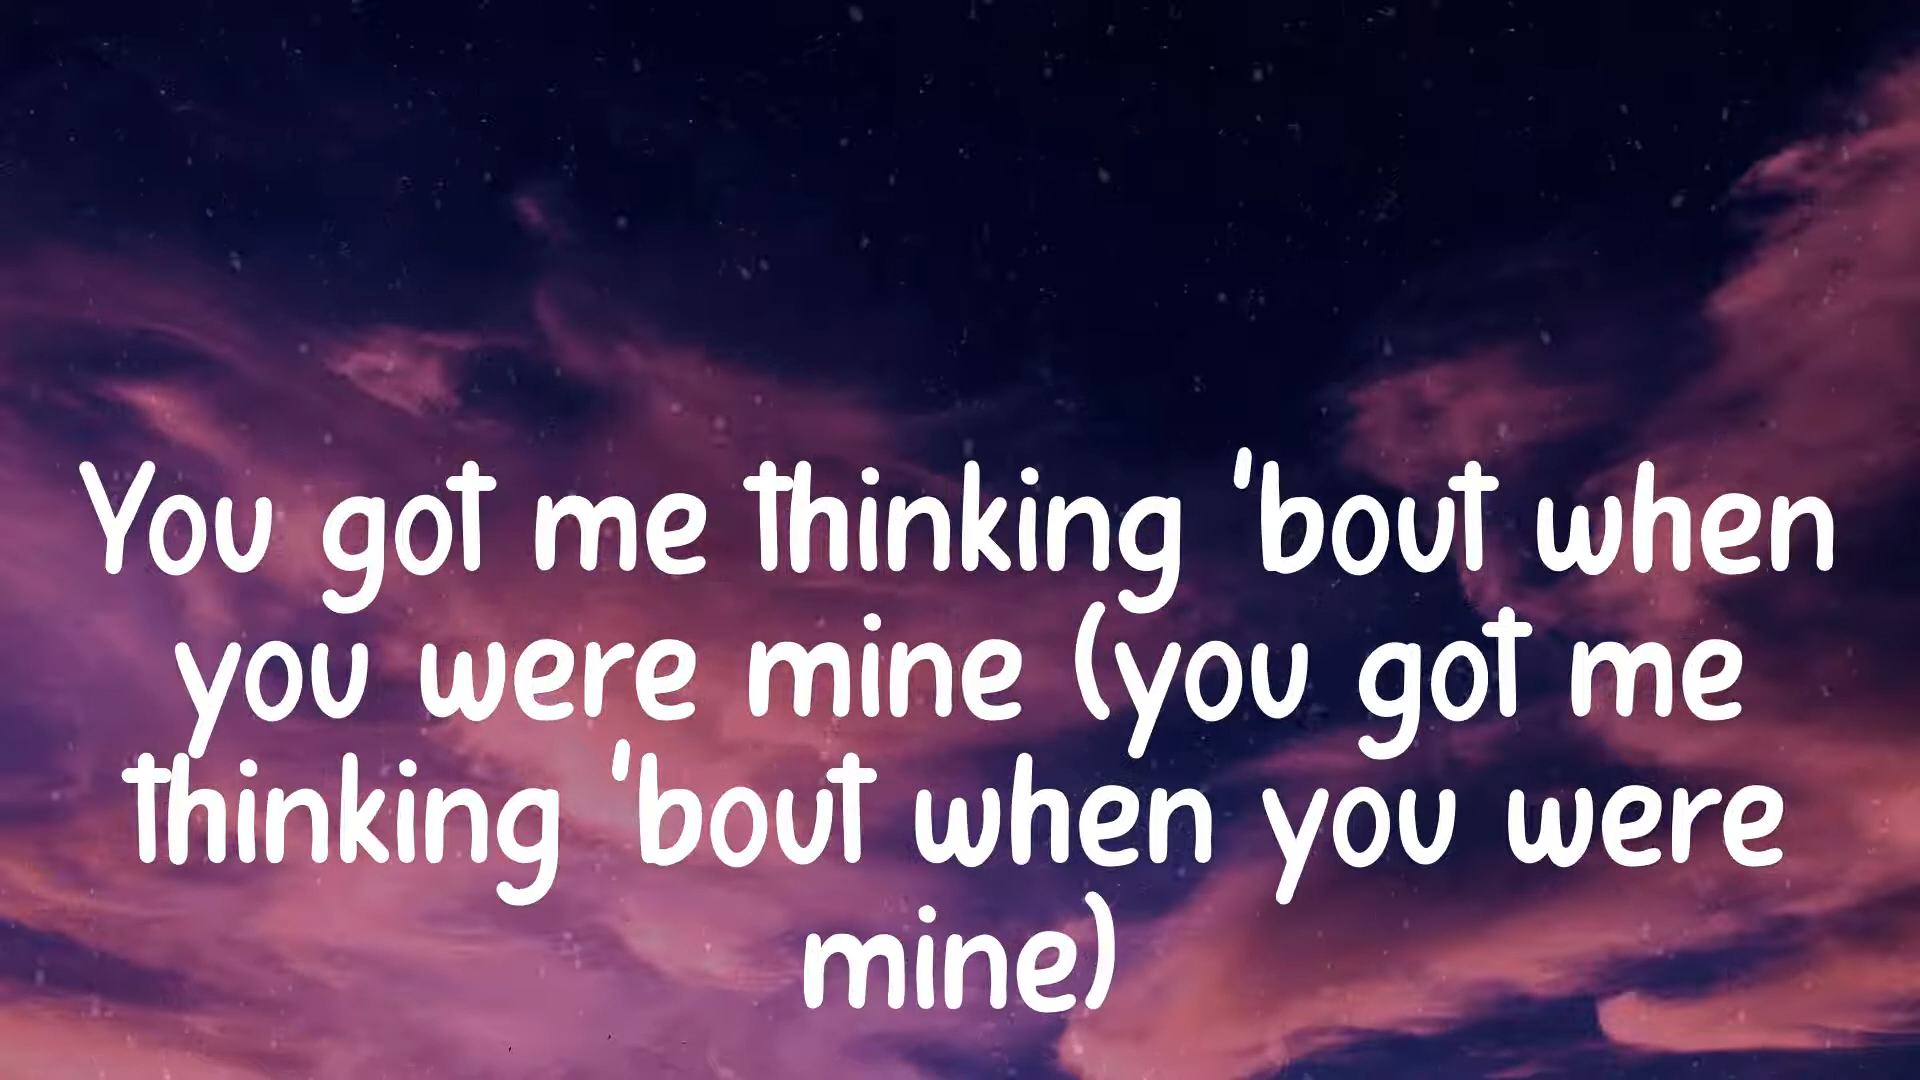 You got me thinking 'bout when
you were mine (you got me
thinking 'bout when you were
mine)